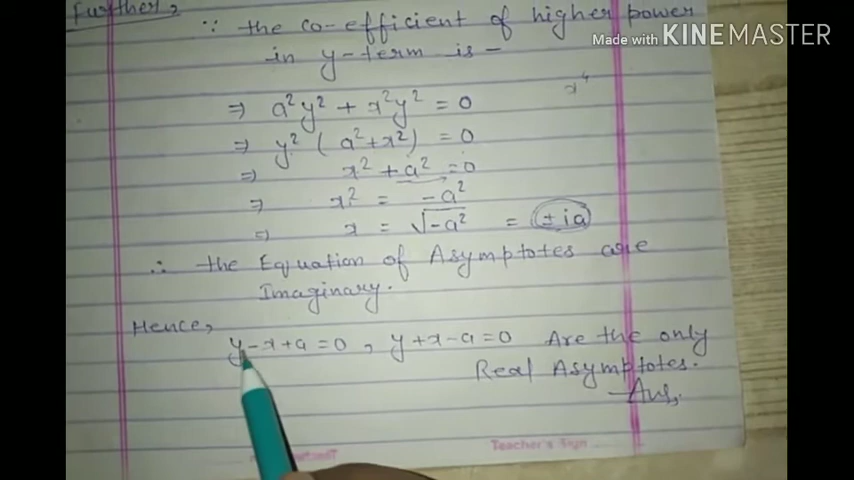 Further,
∵ the co-efficient of higher power
in y-term is -
Made with KINEMASTER
x⁴
⇒ a²y² + x²y² = 0
⇒ y² ( a²+x²) = 0
⇒ x² + a² = 0
⇒ x² = -a²
⇒ x = √-a² = ±ia
∴ the Equation of Asymptotes are
Imaginary.
Hence,
y-x+a=0 , y+x-a=0 Are the only
Real Asymptotes.
-Ans,
Teacher's Sign